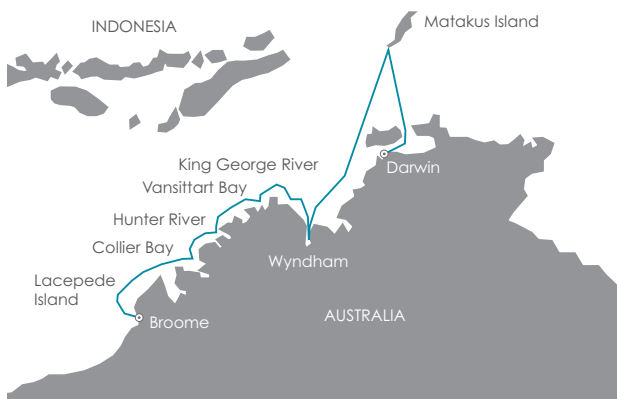 INDONESIA
Matakus Island
King George River
Darwin
Vansittart Bay
Hunter River
Collier Bay
Wyndham
Lacepede
Island
Broome
AUSTRALIA